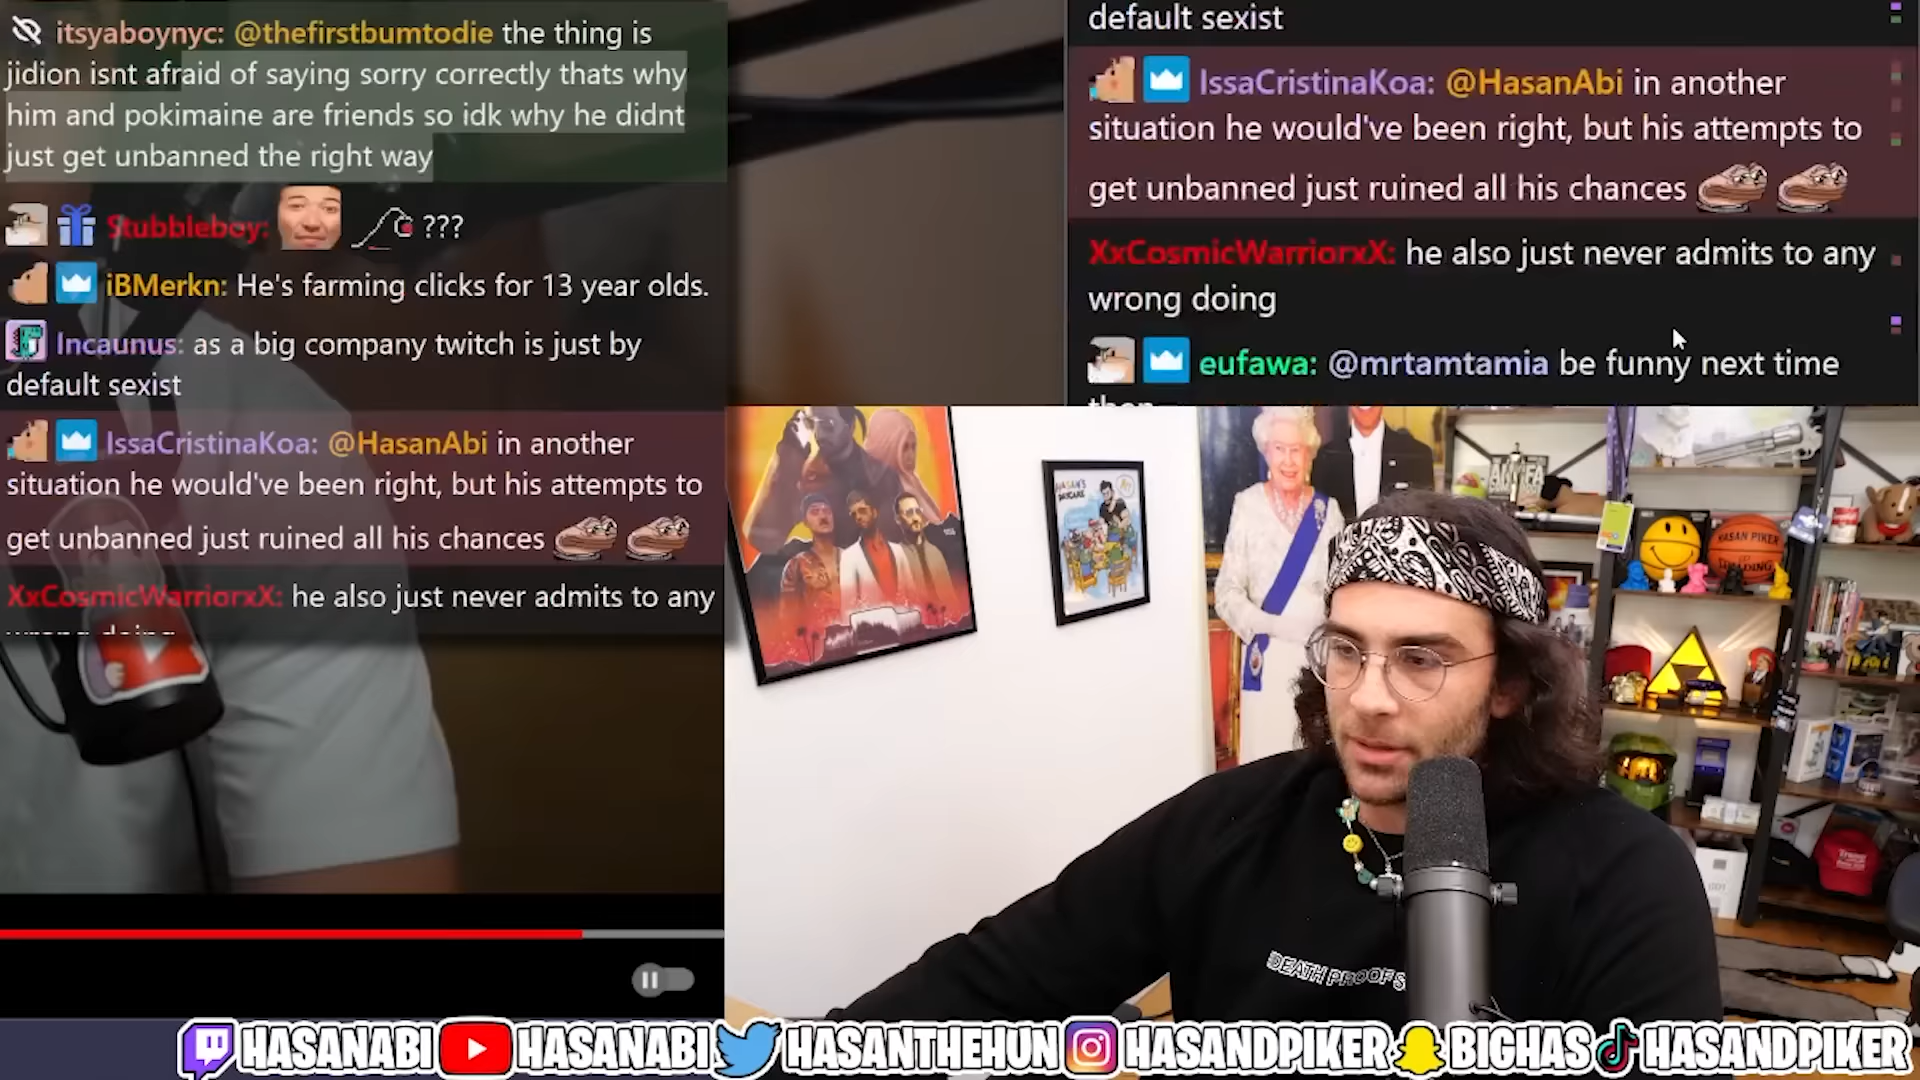 itsyaboynyc: @thefirstbumtodie the thing is
jidion isnt afraid of saying sorry correctly thats why
him and pokimaine are friends so idk why he didnt
just get unbanned the right way
Stubbleboy: ???
iBMerkn: He's farming clicks for 13 year olds.
Incaunus: as a big company twitch is just by
default sexist
IssaCristinaKoa: @HasanAbi in another
situation he would've been right, but his attempts to
get unbanned just ruined all his chances
XxCosmicWarriorxX: he also just never admits to any
wrong doing
default sexist
IssaCristinaKoa: @HasanAbi in another
situation he would've been right, but his attempts to
get unbanned just ruined all his chances
XxCosmicWarriorxX: he also just never admits to any
wrong doing
eufawa: @mrtamtamia be funny next time
then
HASAN PIKER
DEATH PROOF
HASANABI HASANABI HASANTHEHUN HASANDPIKER BIGHAS HASANDPIKER